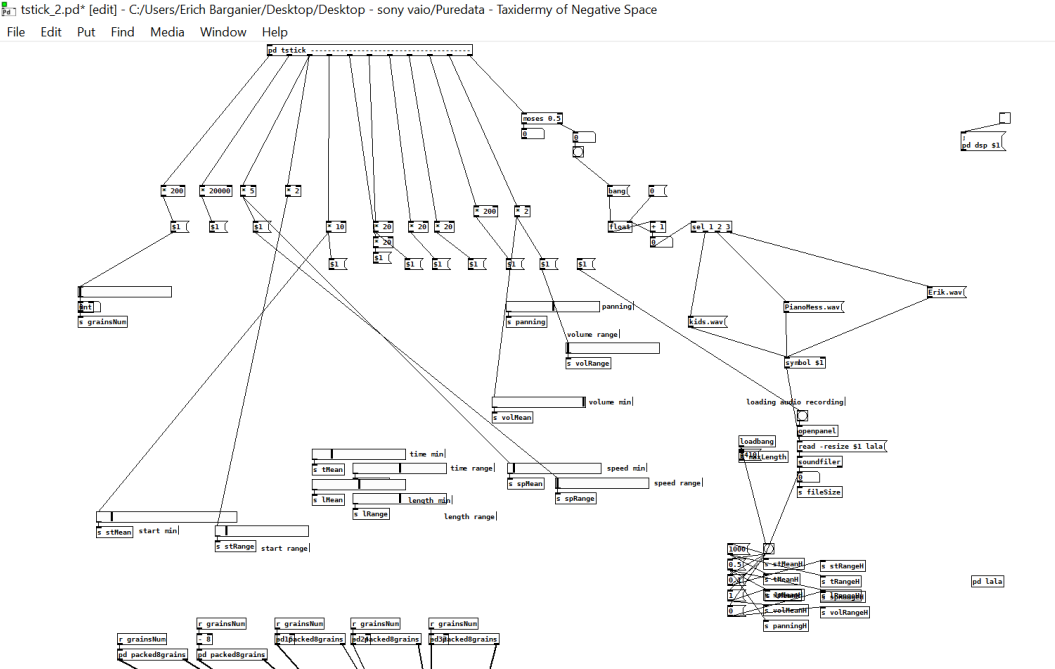 tstick_2.pd* [edit] - C:/Users/Erich Barganier/Desktop/Desktop - sony vaio/Puredata - Taxidermy of Negative Space
File Edit Put Find Media Window Help
pd tstick ---------------------------------
moses 0.5
0
0
;
pd dsp $1
* 200
* 20000
* 5
* 2
bang
0
* 200
* 2
$1
$1
$1
* 10
* 20
* 20
* 20
float
+ 1
sel 1 2 3
* 20
0
$1
$1
$1
$1
$1
$1
$1
$1
int
s grainsNum
panning
s panning
Erik.wav
PianoMess.wav
kids.wav
volume range
s volRange
symbol $1
volume min
s volMean
loading audio recording
openpanel
loadbang
read -resize $1 lala
time min
s tMean
time range
speed min
s spMean
speed range
s spRange
soundfiler
0
s fileSize
s lMean
length min
s lRange
length range
s stMean
start min
s stRange
start range
1000
0.5
1
0
s stMeanH
s tMeanH
s volMeanH
s panningH
s stRangeH
s tRangeH
s volRangeH
pd lala
r grainsNum
r grainsNum
r grainsNum
r grainsNum
r grainsNum
- 8
pd packed8grains
pd packed8grains